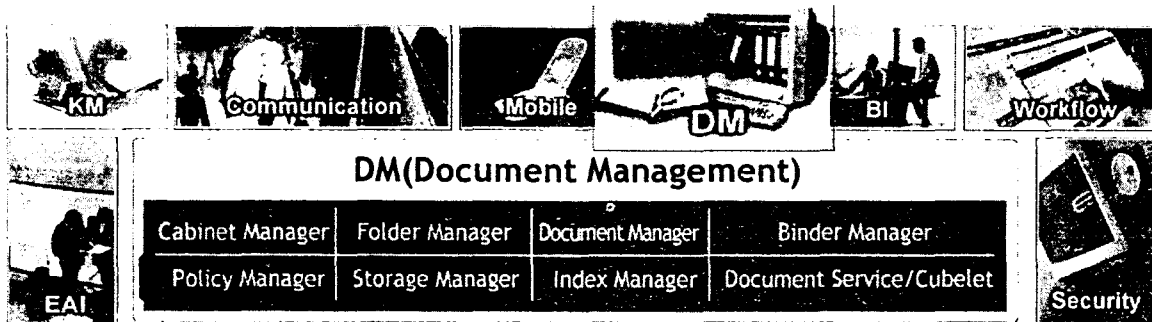 KM
Communication
Mobile
DM
BI
Workflow
DM(Document Management)
Cabinet Manager
Folder Manager
Document Manager
Binder Manager
Policy Manager
Storage Manager
Index Manager
Document Service/Cubelet
EAI
Security